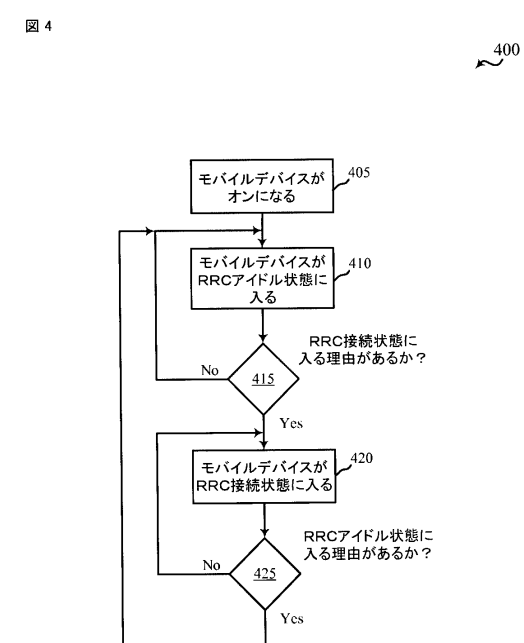 図 4
400
モバイルデバイスが
オンになる
405
モバイルデバイスが
RRCアイドル状態に
入る
410
RRC接続状態に
入る理由があるか?
415
No
Yes
モバイルデバイスが
RRC接続状態に入る
420
RRCアイドル状態に
入る理由があるか?
425
No
Yes